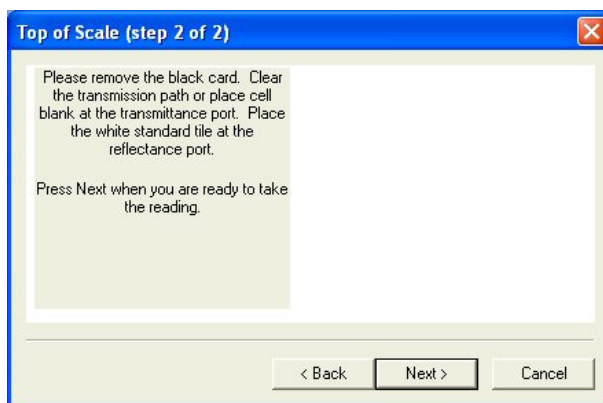 Top of Scale (step 2 of 2)
Please remove the black card. Clear
the transmission path or place cell
blank at the transmittance port. Place
the white standard tile at the
reflectance port.
Press Next when you are ready to take
the reading.
< Back
Next >
Cancel